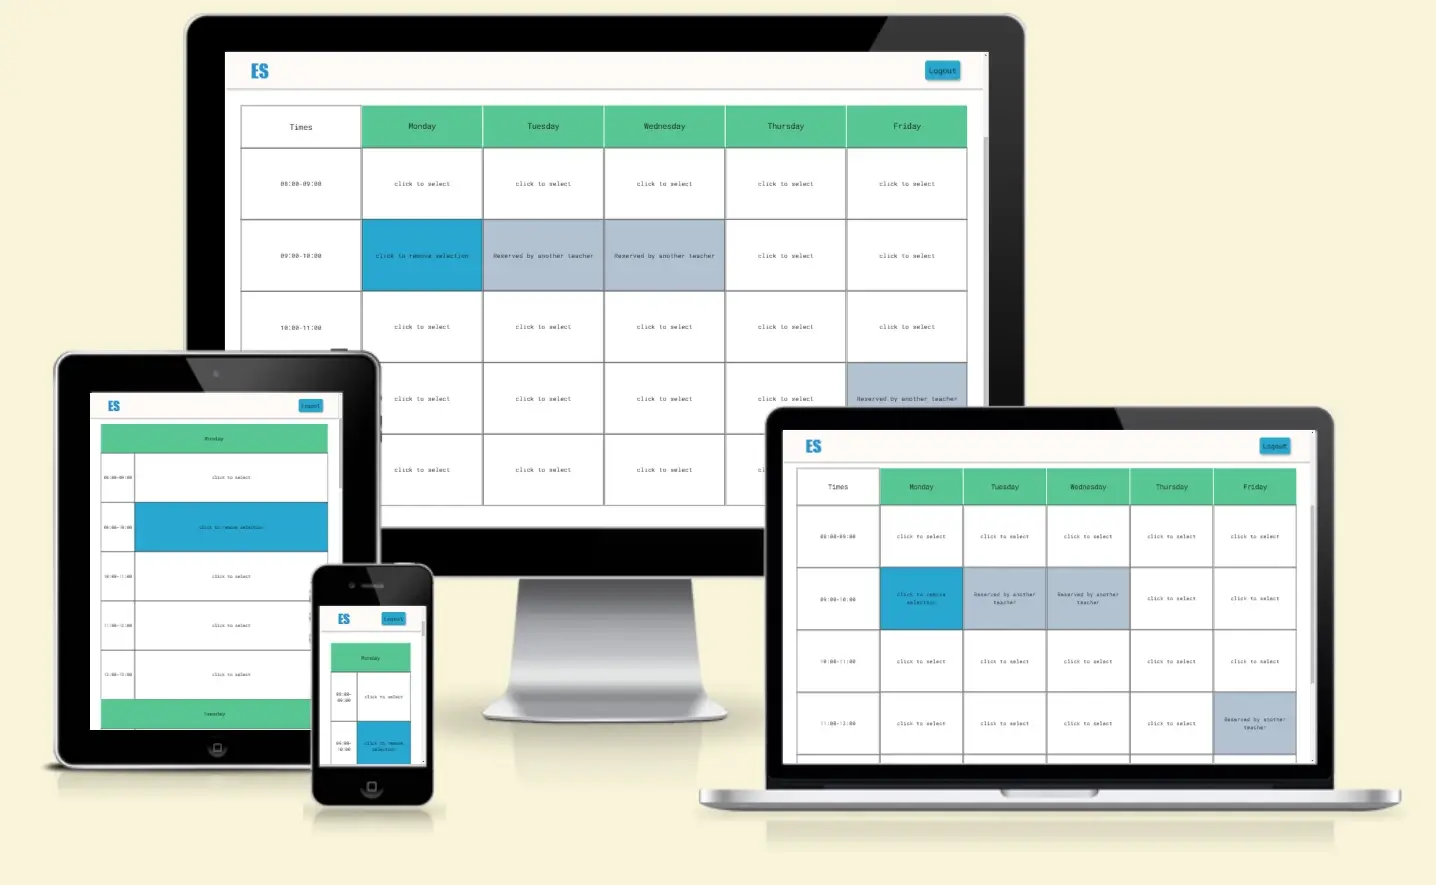 ES
Logout
Times Monday Tuesday Wednesday Thursday Friday
08:00-09:00 click to select click to select click to select click to select click to select
09:00-10:00 click to remove selection Reserved by another teacher Reserved by another teacher click to select click to select
10:00-11:00 click to select click to select click to select click to select click to select
click to select click to select click to select click to select Reserved by another teacher
click to select click to select click to select cl
ES
Logout
Monday
08:00-09:00 click to select
09:00-10:00 click to remove selection
10:00-11:00 click to select
11:00-12:00 click to select
12:00-13:00 click to select
Tuesday
ES
Logout
Monday
08:00-
09:00
click to select
09:00-
10:00
click to remove
selection
ES
Logout
Times Monday Tuesday Wednesday Thursday Friday
08:00-09:00 click to select click to select click to select click to select click to select
09:00-10:00 click to remove
selection
Reserved by another
teacher
Reserved by another
teacher
click to select click to select
10:00-11:00 click to select click to select click to select click to select click to select
11:00-12:00 click to select click to select click to select click to select Reserved by another
teacher